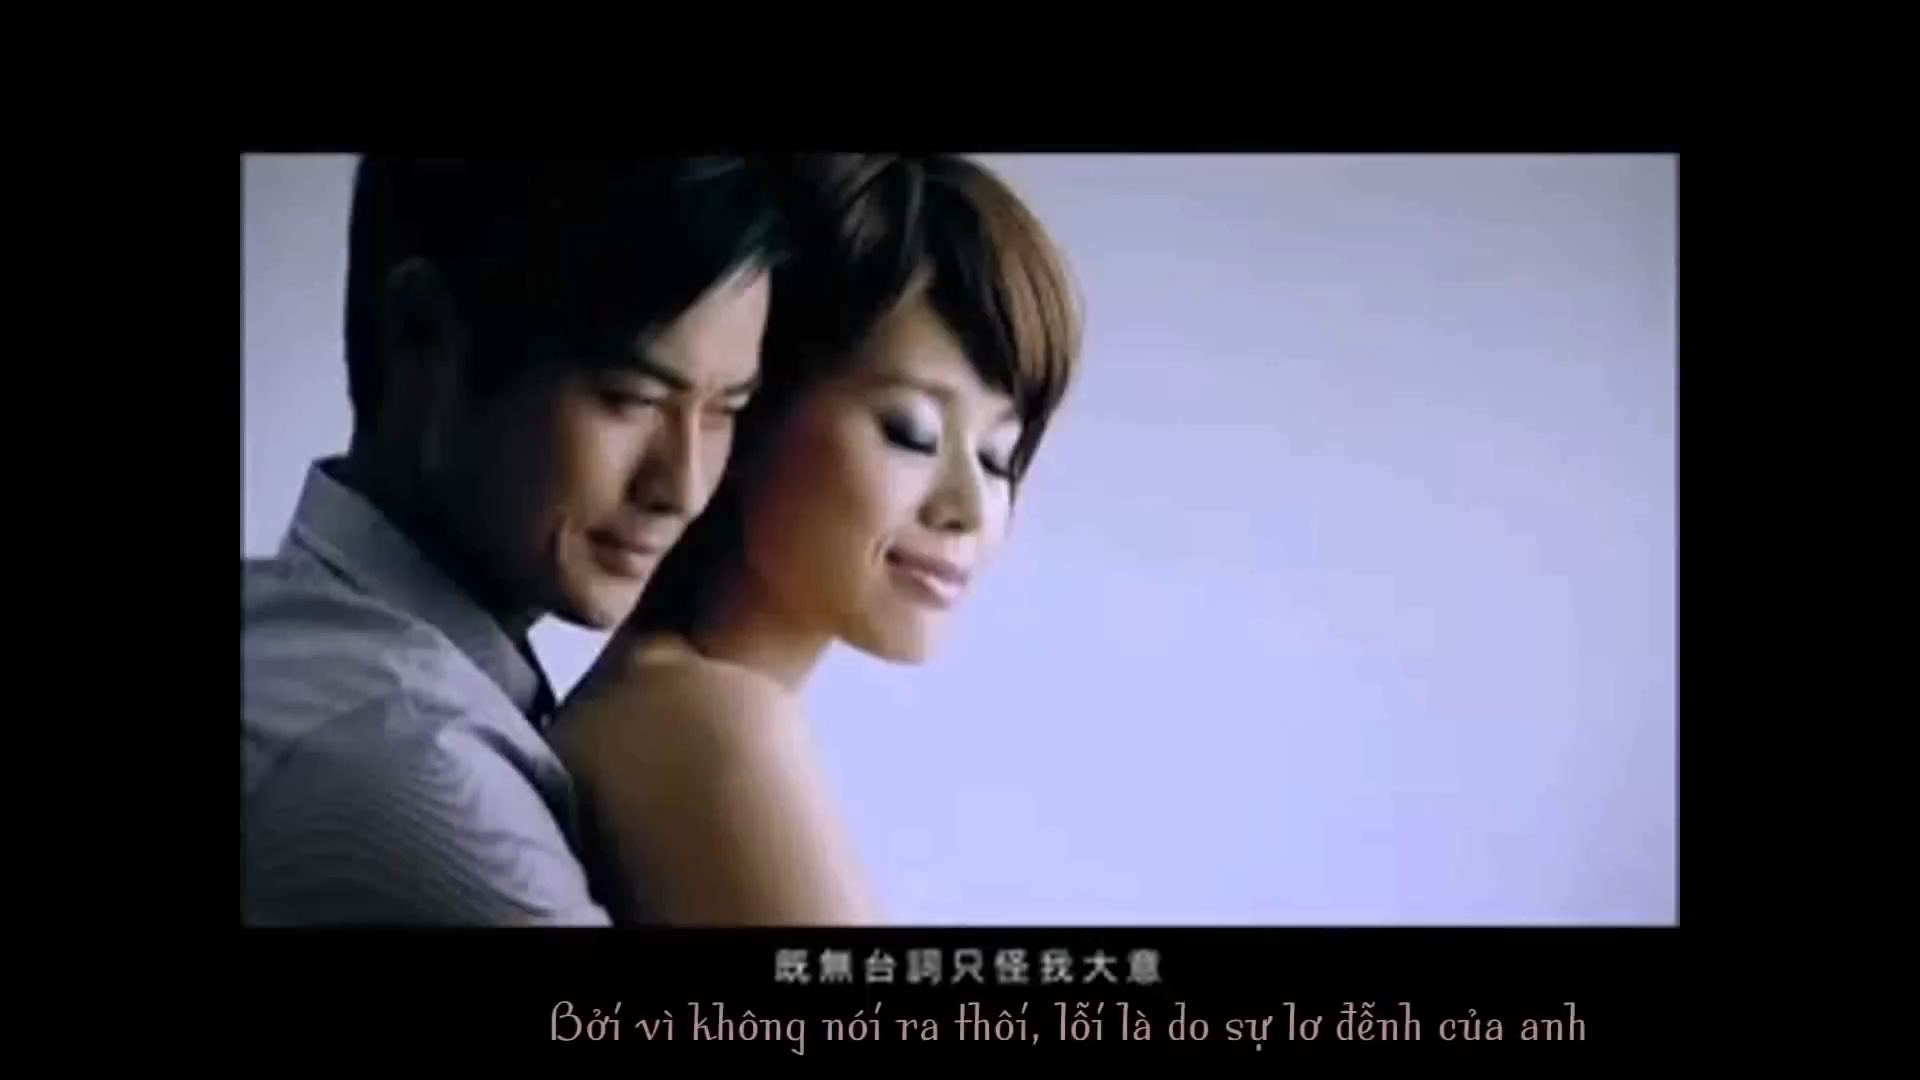 既無台詞只怪我大意
Bởi vì không nói ra thôi, lỗi là do sự lơ đễnh của anh